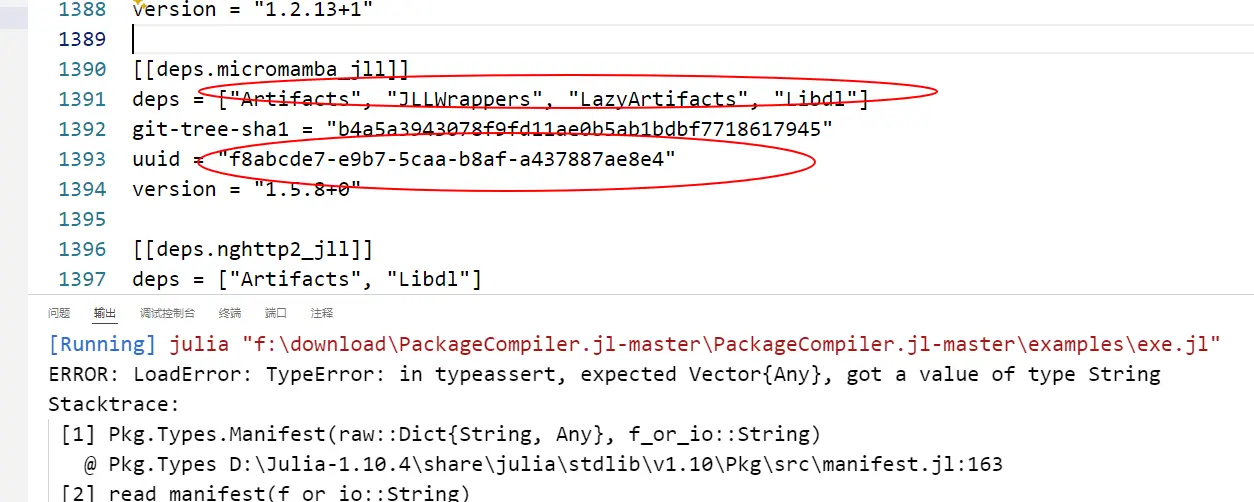 1388 version = "1.2.13+1"
1389
1390 [[deps.micromamba_jll]]
1391 deps = ["Artifacts", "JLLWrappers", "LazyArtifacts", "Libdl"]
1392 git-tree-sha1 = "b4a5a3943078f9fd11ae0b5ab1bdbf7718617945"
1393 uuid = "f8abcde7-e9b7-5caa-b8af-a437887ae8e4"
1394 version = "1.5.8+0"
1395
1396 [[deps.nghttp2_jll]]
1397 deps = ["Artifacts", "Libdl"]
问题 输出 调试控制台 终端 端口 注释
[Running] julia "f:\download\PackageCompiler.jl-master\PackageCompiler.jl-master\examples\exe.jl"
ERROR: LoadError: TypeError: in typeassert, expected Vector{Any}, got a value of type String
Stacktrace:
[1] Pkg.Types.Manifest(raw::Dict{String, Any}, f_or_io::String)
@ Pkg.Types D:\Julia-1.10.4\share\julia\stdlib\v1.10\Pkg\src\manifest.jl:163
[2] read_manifest(f_or_io::String)